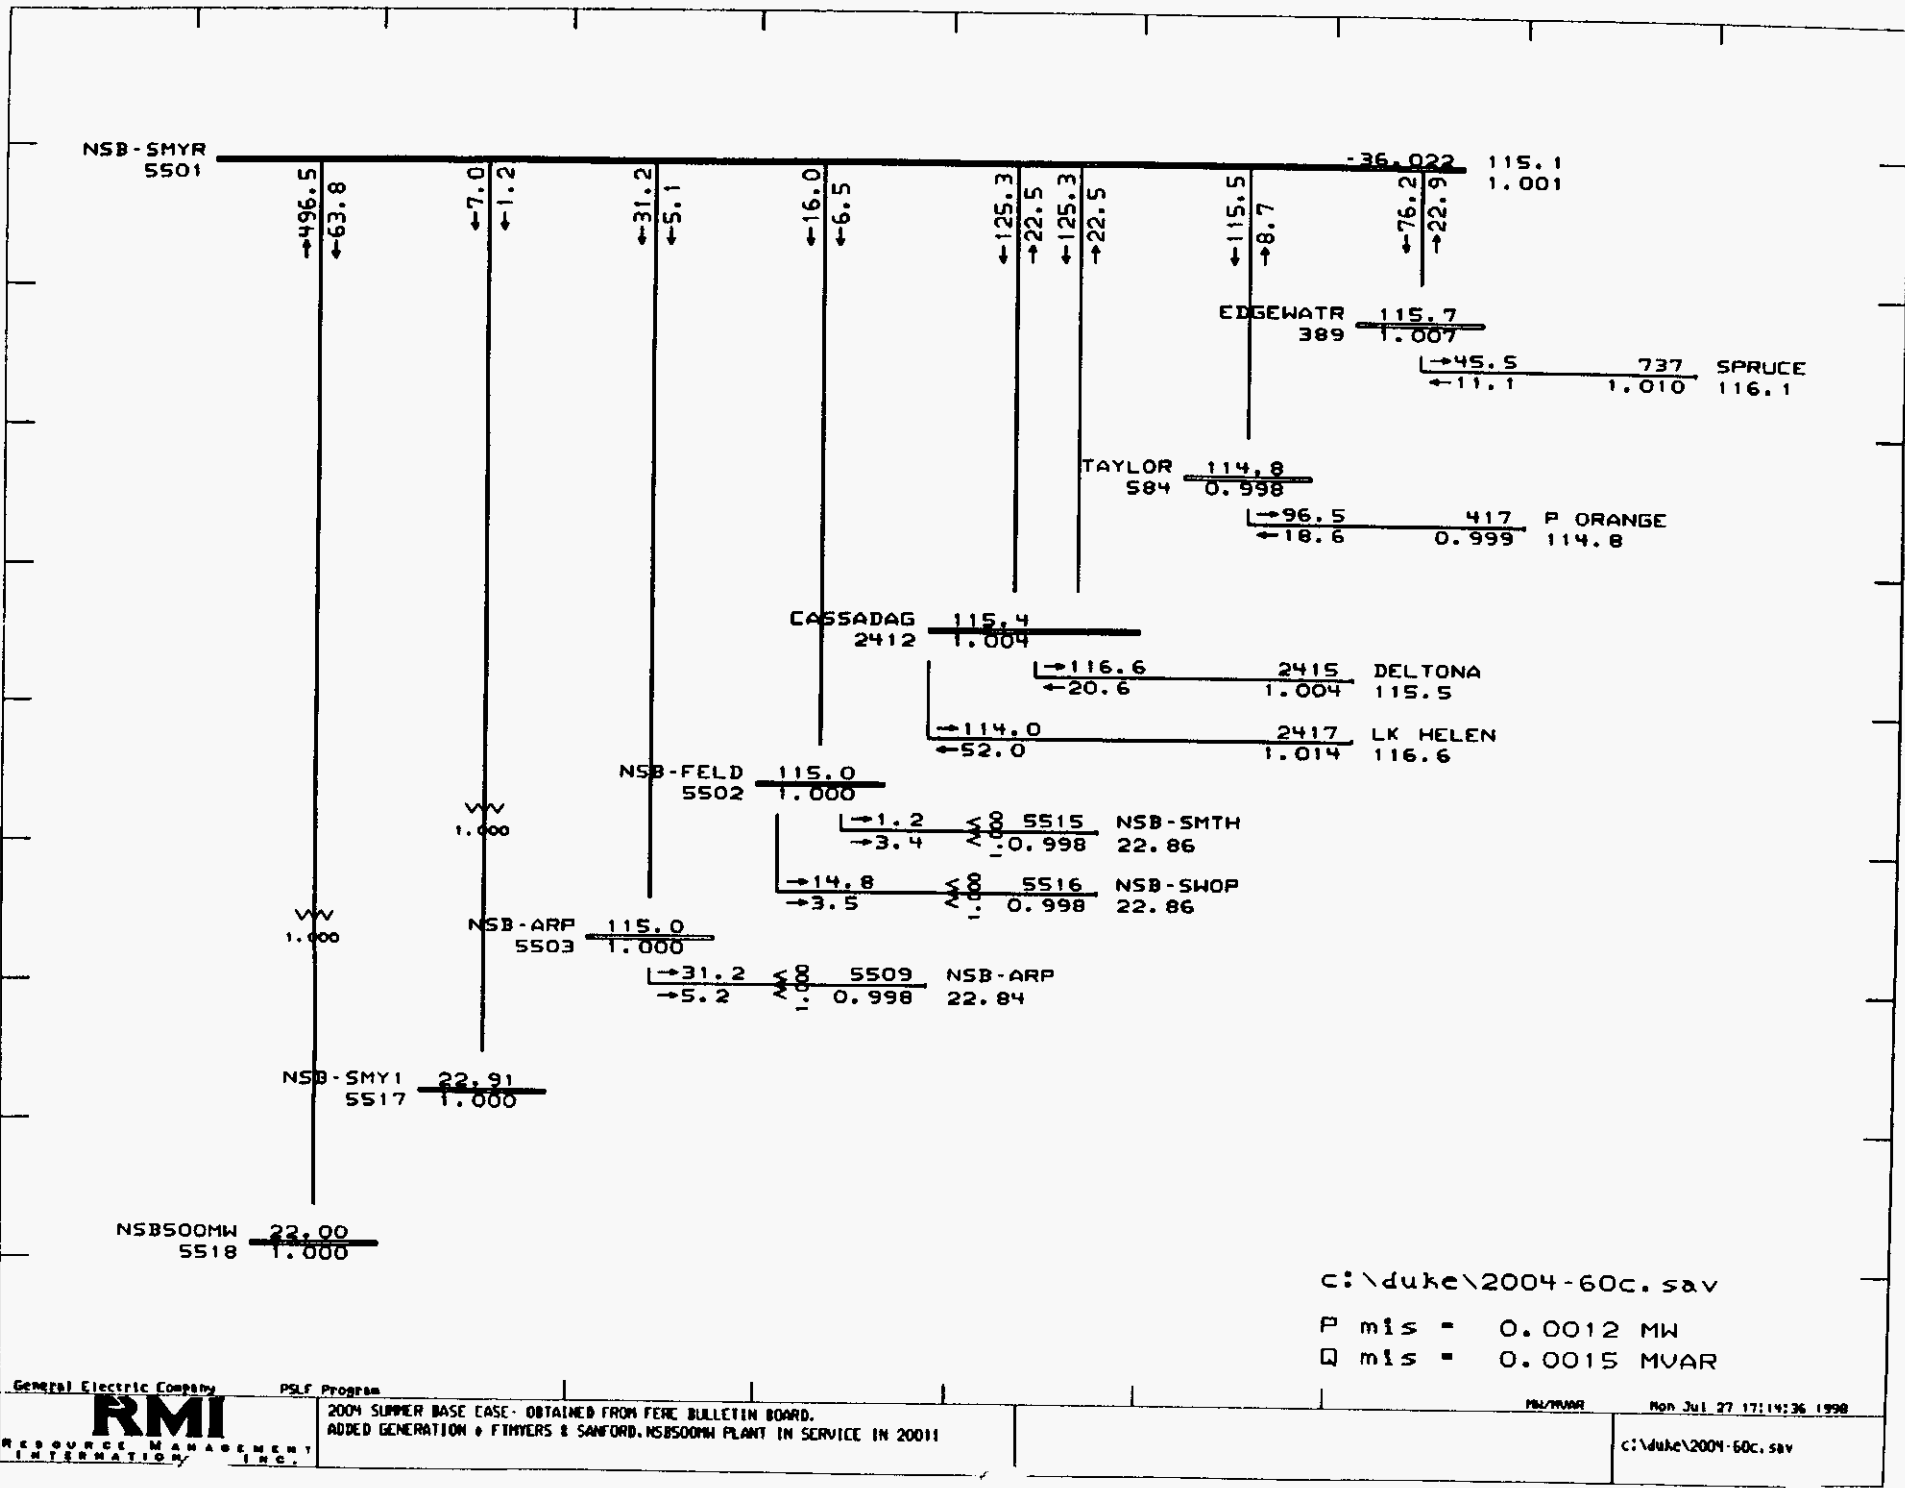 NSB-SMYR
5501
→496.5
←63.8
←7.0
←1.2
←31.2
←5.1
←16.0
←6.5
←125.3
→22.5
←125.3
→22.5
←115.5
→8.7
←76.2
→22.9
-36.022
115.1
1.001
EDGEWATR 115.7
389 1.007
→45.5 737 SPRUCE
←11.1 1.010 116.1
TAYLOR 114.8
584 0.998
→96.5 417 P ORANGE
←18.6 0.999 114.8
CASSADAG 115.4
2412 1.004
→116.6 2415 DELTONA
←20.6 1.004 115.5
→114.0 2417 LK HELEN
←52.0 1.014 116.6
NSB-FELD 115.0
5502 1.000
→1.2 1.000 5515 NSB-SMTH
→3.4 0.998 22.86
→14.8 1.000 5516 NSB-SWOP
→3.5 0.998 22.86
1.000
1.000
NSB-ARP 115.0
5503 1.000
→31.2 1.000 5509 NSB-ARP
→5.2 0.998 22.84
NSB-SMY1 22.91
5517 1.000
NSB500MW 22.00
5518 1.000
c:\duke\2004-60c.sav
P mis = 0.0012 MW
Q mis = 0.0015 MVAR
General Electric Company PSLF Program
RMI
RESOURCE MANAGEMENT
INTERNATIONAL INC.
2004 SUMMER BASE CASE- OBTAINED FROM FERC BULLETIN BOARD.
ADDED GENERATION @ FTMYERS & SANFORD.NSB500MW PLANT IN SERVICE IN 2001!
MW/MVAR
Mon Jul 27 17:14:36 1998
c:\duke\2004-60c.sav